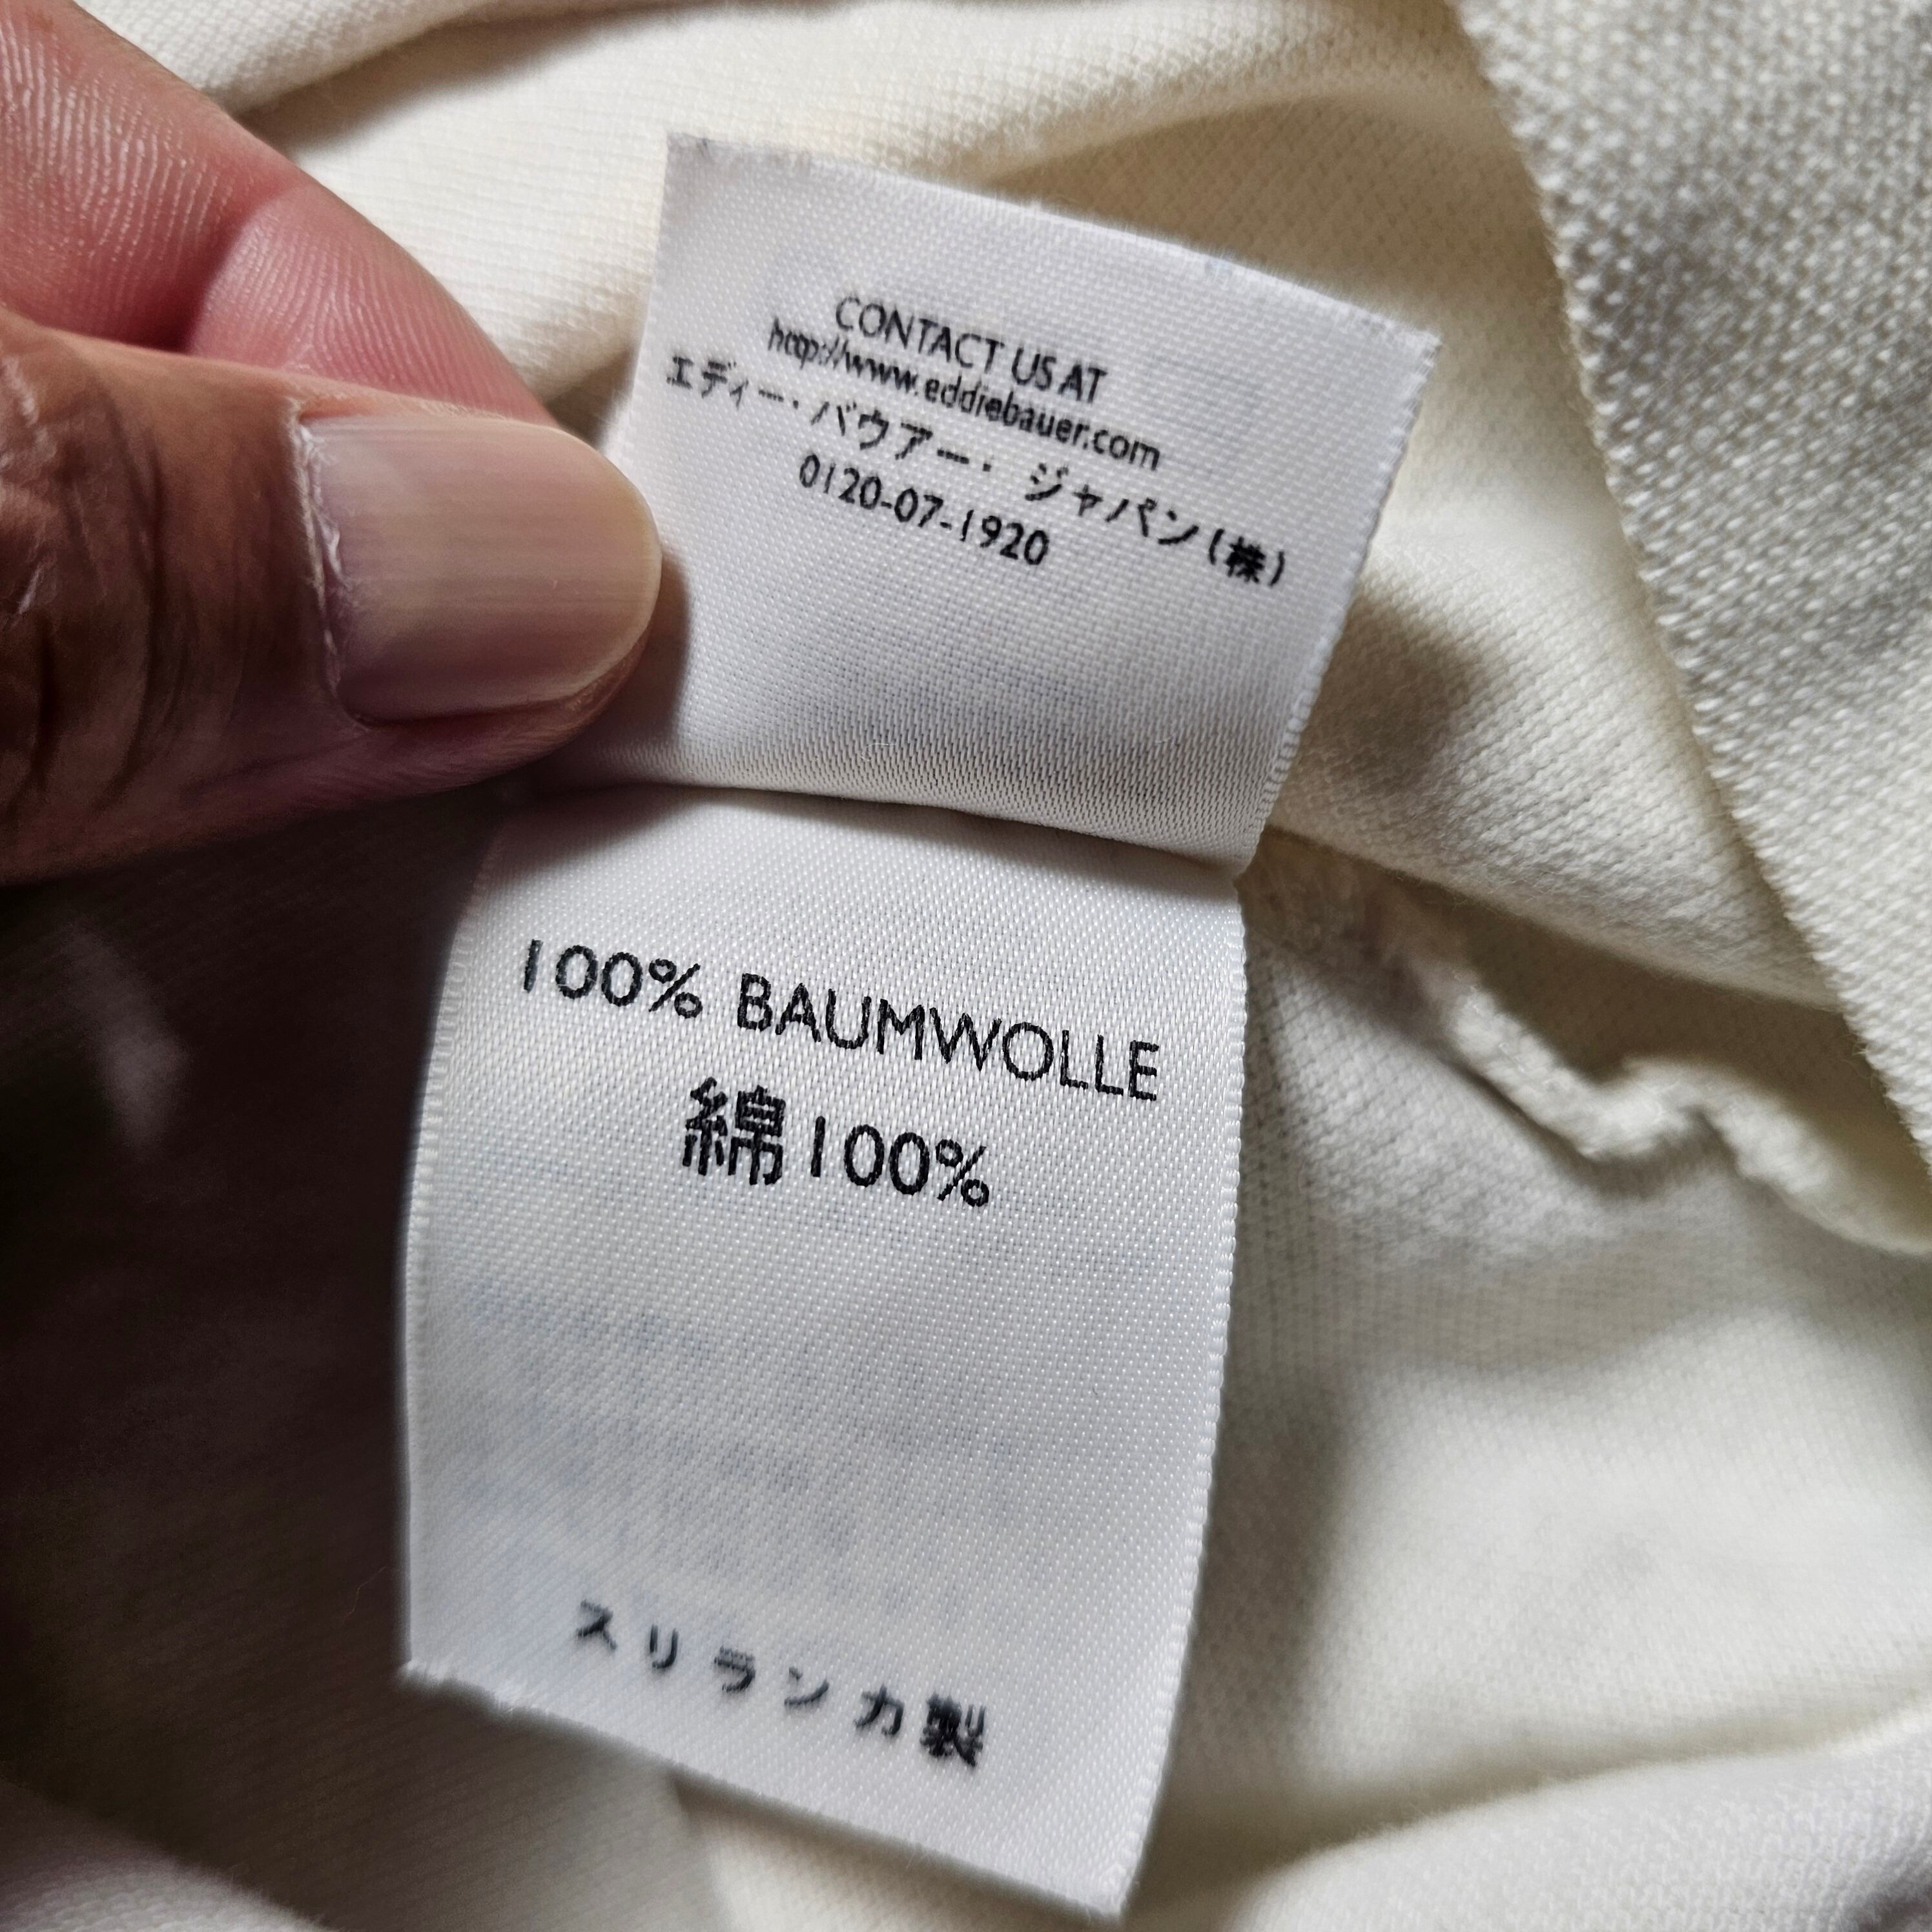 CONTACT US AT
http://www.eddiebauer.com
エディー・バウアー・ジャパン(株)
0120-07-1920
100% BAUMWOLLE
綿100%
スリランカ製